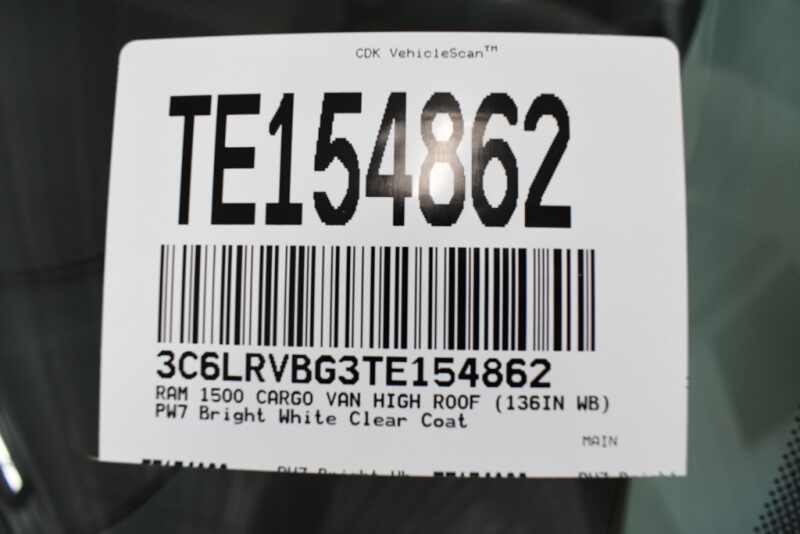 CDK VehicleScan™
TE154862
3C6LRVBG3TE154862
RAM 1500 CARGO VAN HIGH ROOF (136IN WB)
PW7 Bright White Clear Coat
MAIN